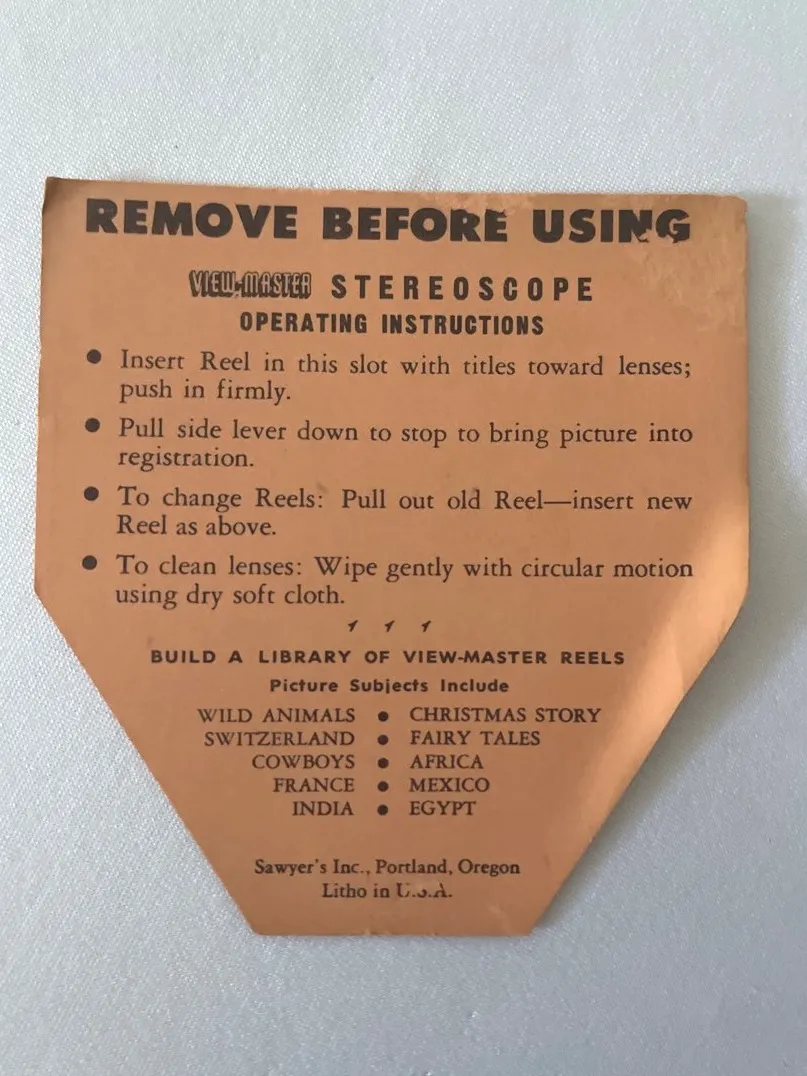 REMOVE BEFORE USING
VIEW-MASTER STEREOSCOPE
OPERATING INSTRUCTIONS
● Insert Reel in this slot with titles toward lenses;
push in firmly.
● Pull side lever down to stop to bring picture into
registration.
● To change Reels: Pull out old Reel—insert new
Reel as above.
● To clean lenses: Wipe gently with circular motion
using dry soft cloth.
BUILD A LIBRARY OF VIEW-MASTER REELS
Picture Subjects Include
WILD ANIMALS ● CHRISTMAS STORY
SWITZERLAND ● FAIRY TALES
COWBOYS ● AFRICA
FRANCE ● MEXICO
INDIA ● EGYPT
Sawyer's Inc., Portland, Oregon
Litho in U.S.A.